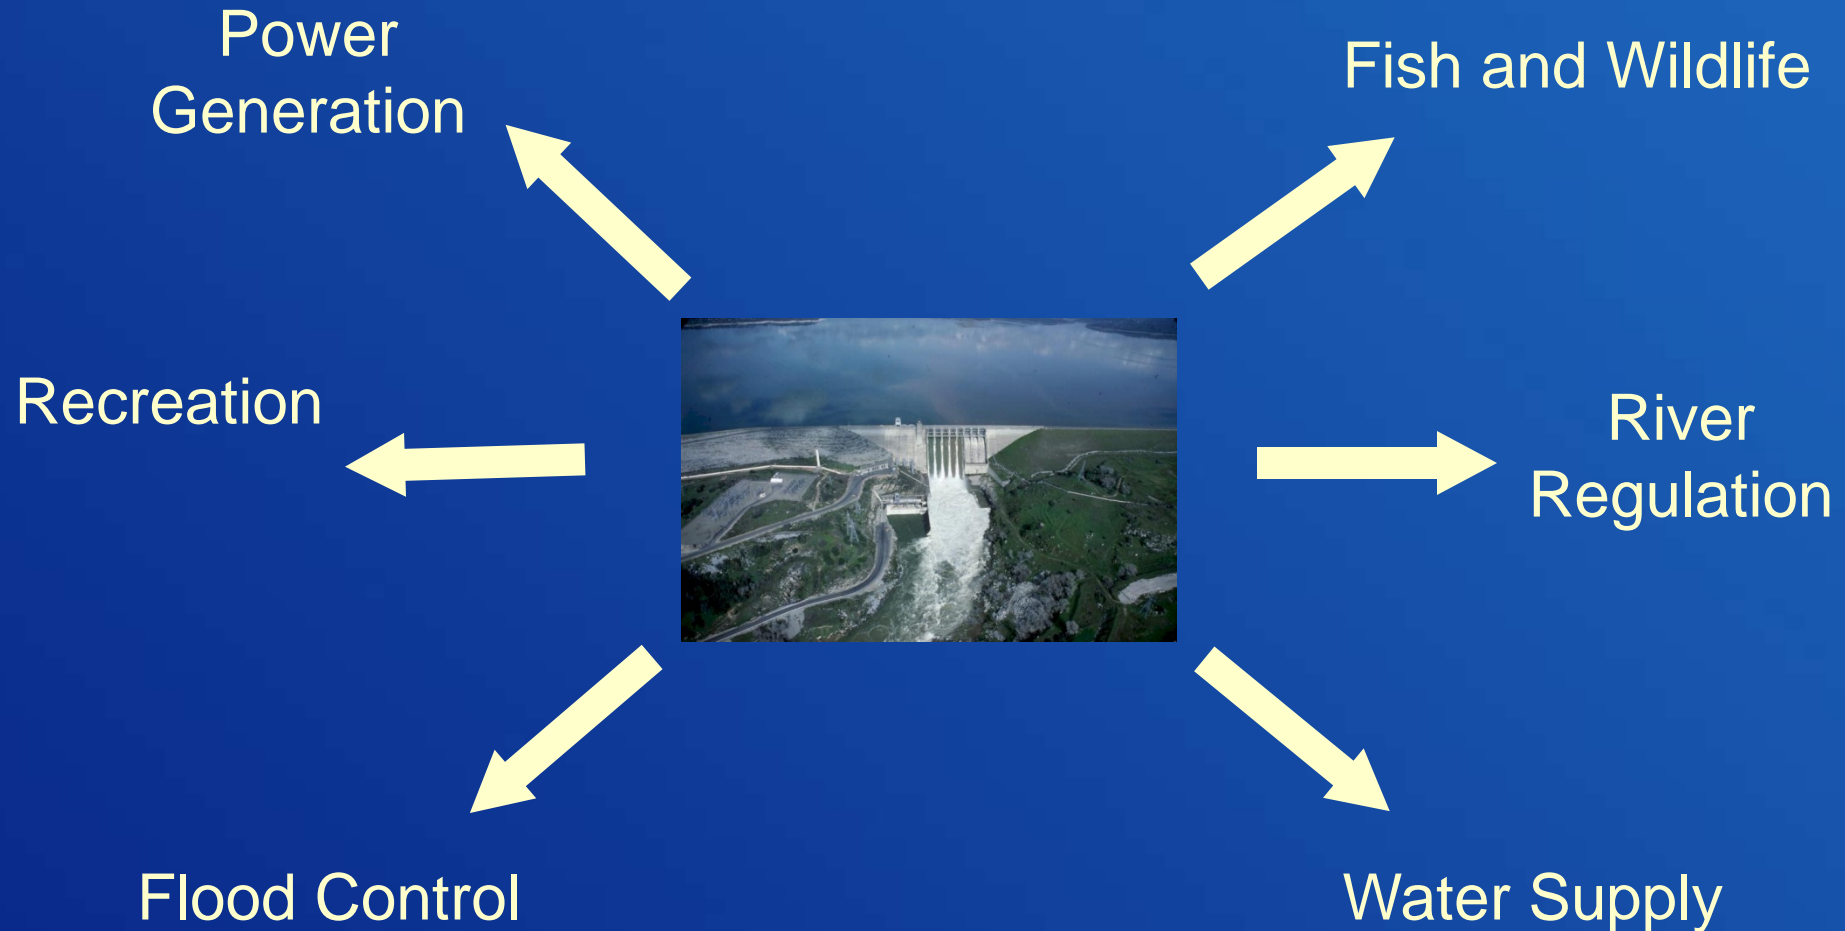 Power
Generation
Fish and Wildlife
Recreation
River
Regulation
Flood Control
Water Supply